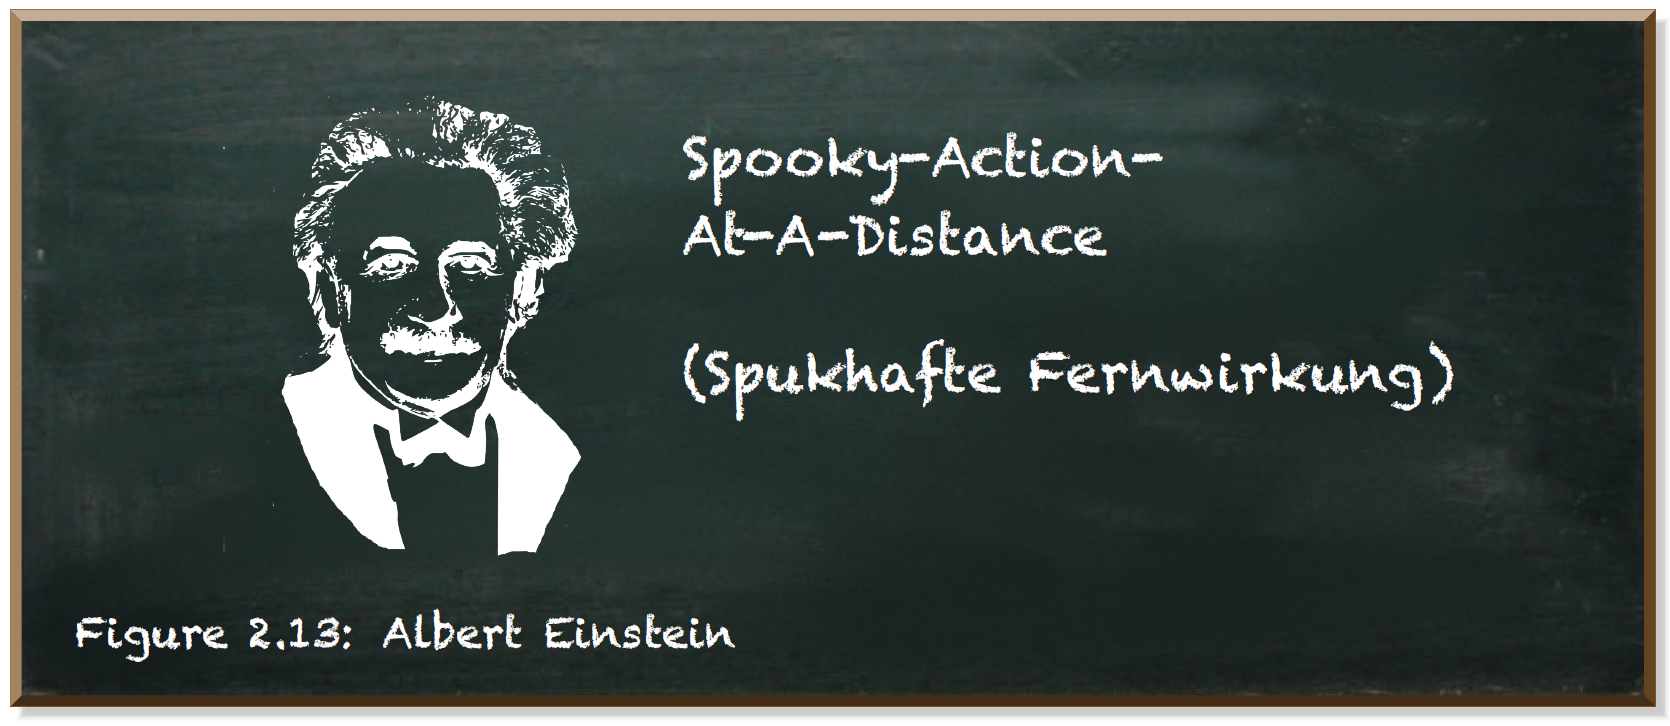 Spooky-Action-
At-A-Distance
(Spukhafte Fernwirkung)
Figure 2.13: Albert Einstein